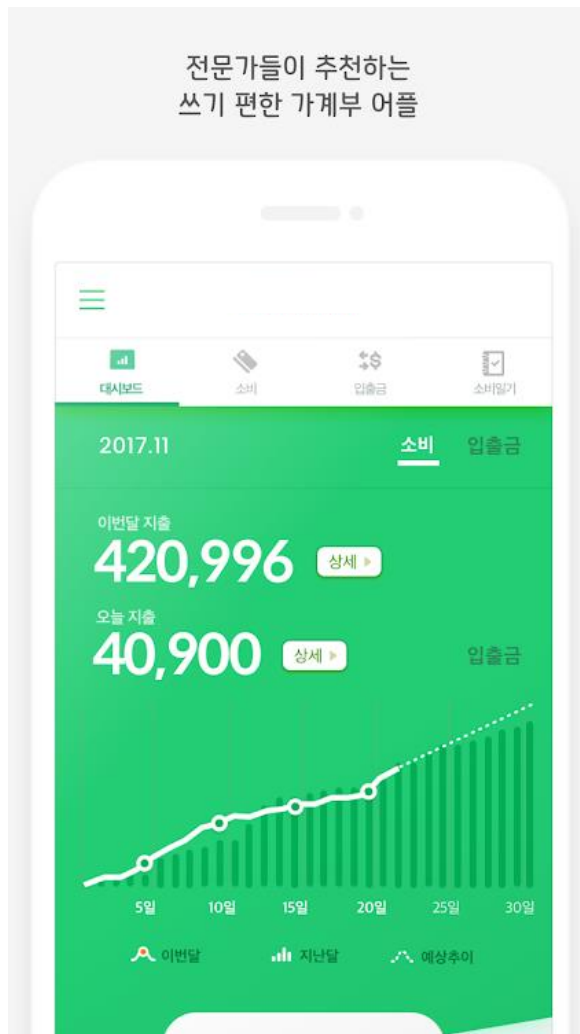 전문가들이 추천하는
쓰기 편한 가계부 어플
대시보드 소비 입출금 소비일기
2017.11 소비 입출금
이번달 지출
420,996 상세
오늘 지출
40,900 상세 입출금
5일 10일 15일 20일 25일 30일
이번달 지난달 예상추이